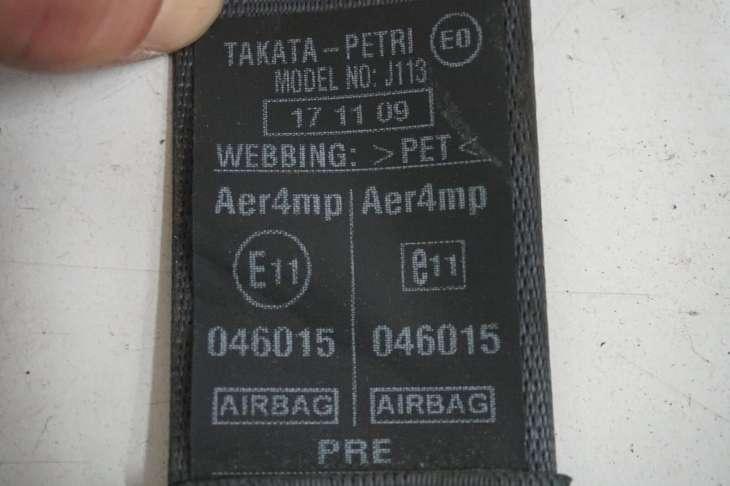 TAKATA-PETRI E0
MODEL NO: J113
17 11 09
WEBBING: >PET<
Aer4mp Aer4mp
E11 e11
046015 046015
AIRBAG AIRBAG
PRE